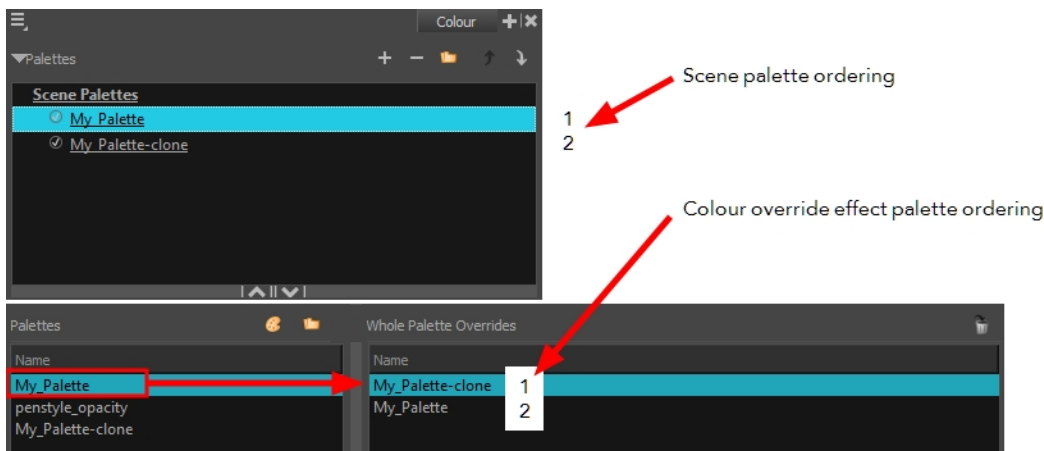 Colour
Palettes
Scene Palettes
My_Palette
My_Palette-clone
Scene palette ordering
1
2
Colour override effect palette ordering
Palettes
Whole Palette Overrides
Name
Name
My_Palette
My_Palette-clone
1
penstyle_opacity
My_Palette
2
My_Palette-clone